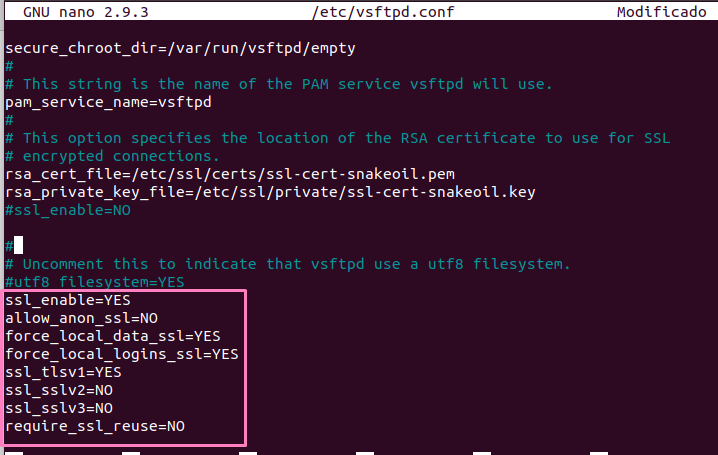 GNU nano 2.9.3 /etc/vsftpd.conf Modificado
secure_chroot_dir=/var/run/vsftpd/empty
#
# This string is the name of the PAM service vsftpd will use.
pam_service_name=vsftpd
#
# This option specifies the location of the RSA certificate to use for SSL
# encrypted connections.
rsa_cert_file=/etc/ssl/certs/ssl-cert-snakeoil.pem
rsa_private_key_file=/etc/ssl/private/ssl-cert-snakeoil.key
#ssl_enable=NO
#
# Uncomment this to indicate that vsftpd use a utf8 filesystem.
#utf8_filesystem=YES
ssl_enable=YES
allow_anon_ssl=NO
force_local_data_ssl=YES
force_local_logins_ssl=YES
ssl_tlsv1=YES
ssl_sslv2=NO
ssl_sslv3=NO
require_ssl_reuse=NO